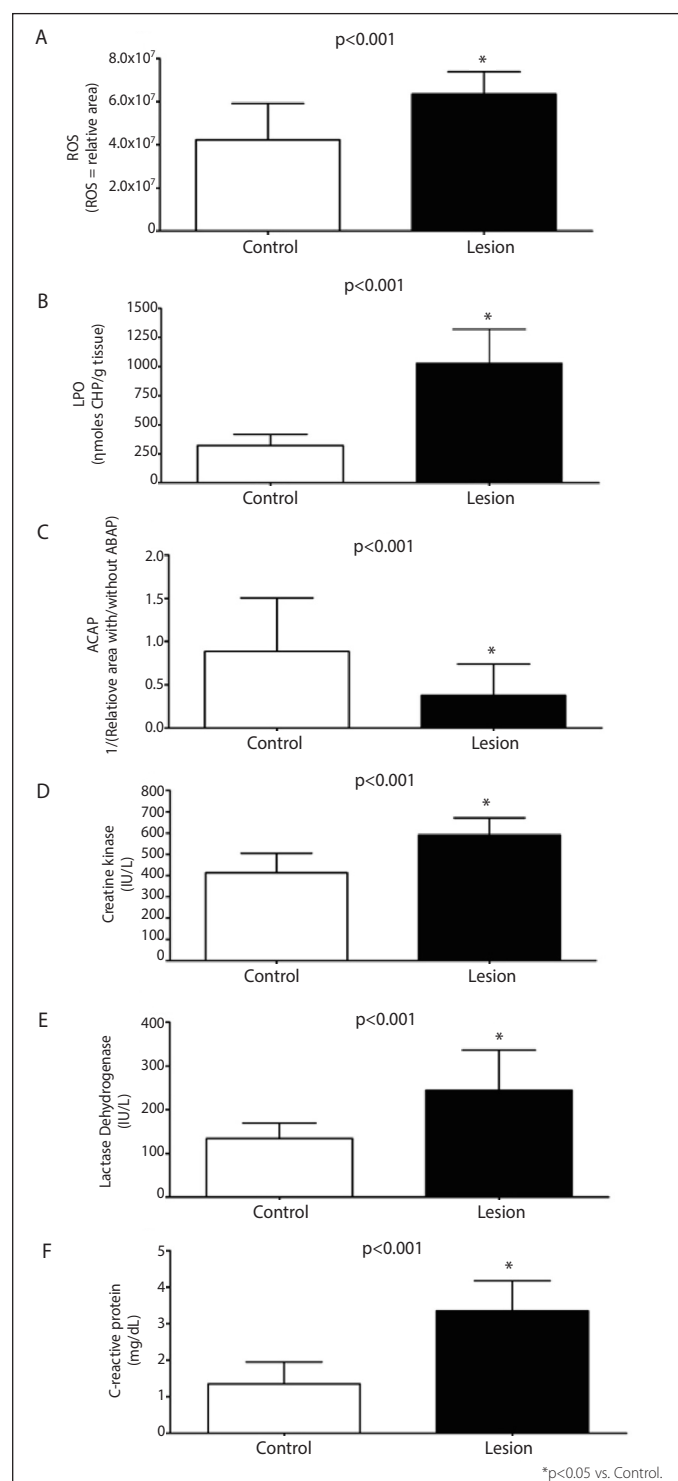 A
p<0.001
8.0x10⁷
6.0x10⁷
4.0x10⁷
2.0x10⁷
0
ROS
(ROS = relative area)
*
Control
Lesion
B
p<0.001
1500
1250
1000
750
500
250
0
LPO
(ηmoles CHP/g tissue)
*
Control
Lesion
C
p<0.001
2.0
1.5
1.0
0.5
0.0
ACAP
1/(Relatiove area with/without ABAP)
*
Control
Lesion
D
p<0.001
800
700
600
500
400
300
200
100
0
Creatine kinase
(IU/L)
*
Control
Lesion
E
p<0.001
400
300
200
100
0
Lactase Dehydrogenase
(IU/L)
*
Control
Lesion
F
p<0.001
5
4
3
2
1
0
C-reactive protein
(mg/dL)
*
Control
Lesion
*p<0.05 vs. Control.